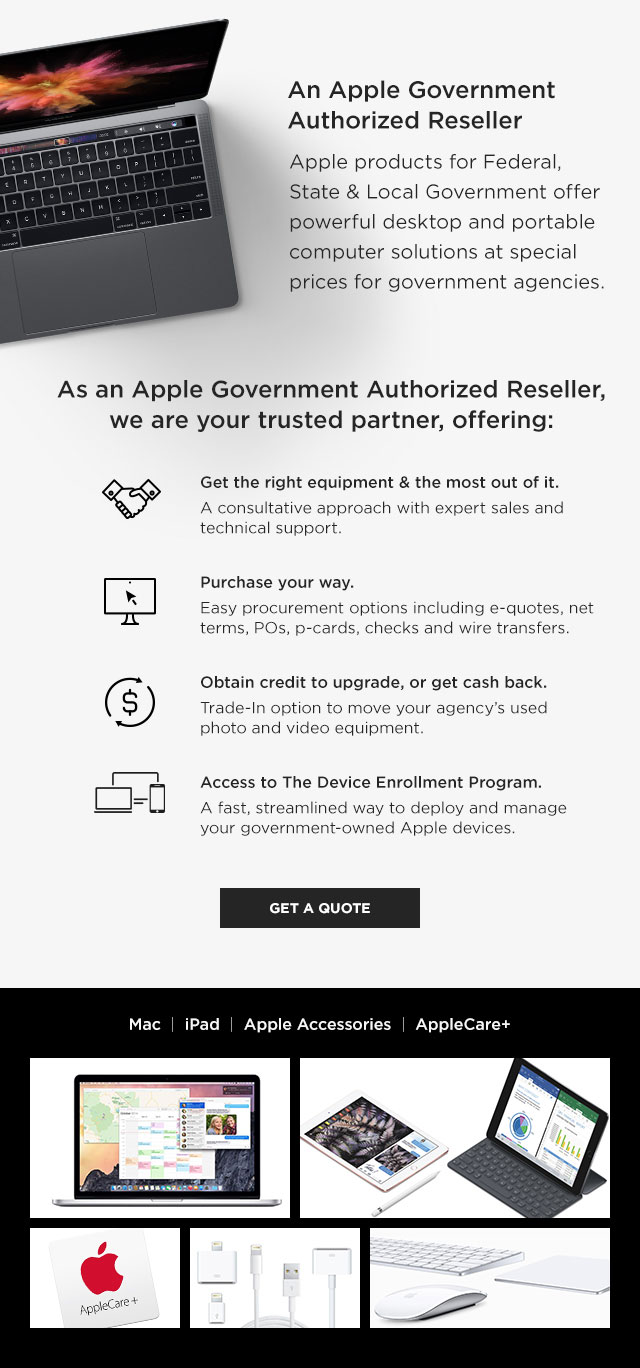 An Apple Government
Authorized Reseller
Apple products for Federal,
State & Local Government offer
powerful desktop and portable
computer solutions at special
prices for government agencies.
As an Apple Government Authorized Reseller,
we are your trusted partner, offering:
Get the right equipment & the most out of it.
A consultative approach with expert sales and
technical support.
Purchase your way.
Easy procurement options including e-quotes, net
terms, POs, p-cards, checks and wire transfers.
$
Obtain credit to upgrade, or get cash back.
Trade-In option to move your agency's used
photo and video equipment.
Access to The Device Enrollment Program.
A fast, streamlined way to deploy and manage
your government-owned Apple devices.
GET A QUOTE
Mac | iPad | Apple Accessories | AppleCare+
AppleCare +